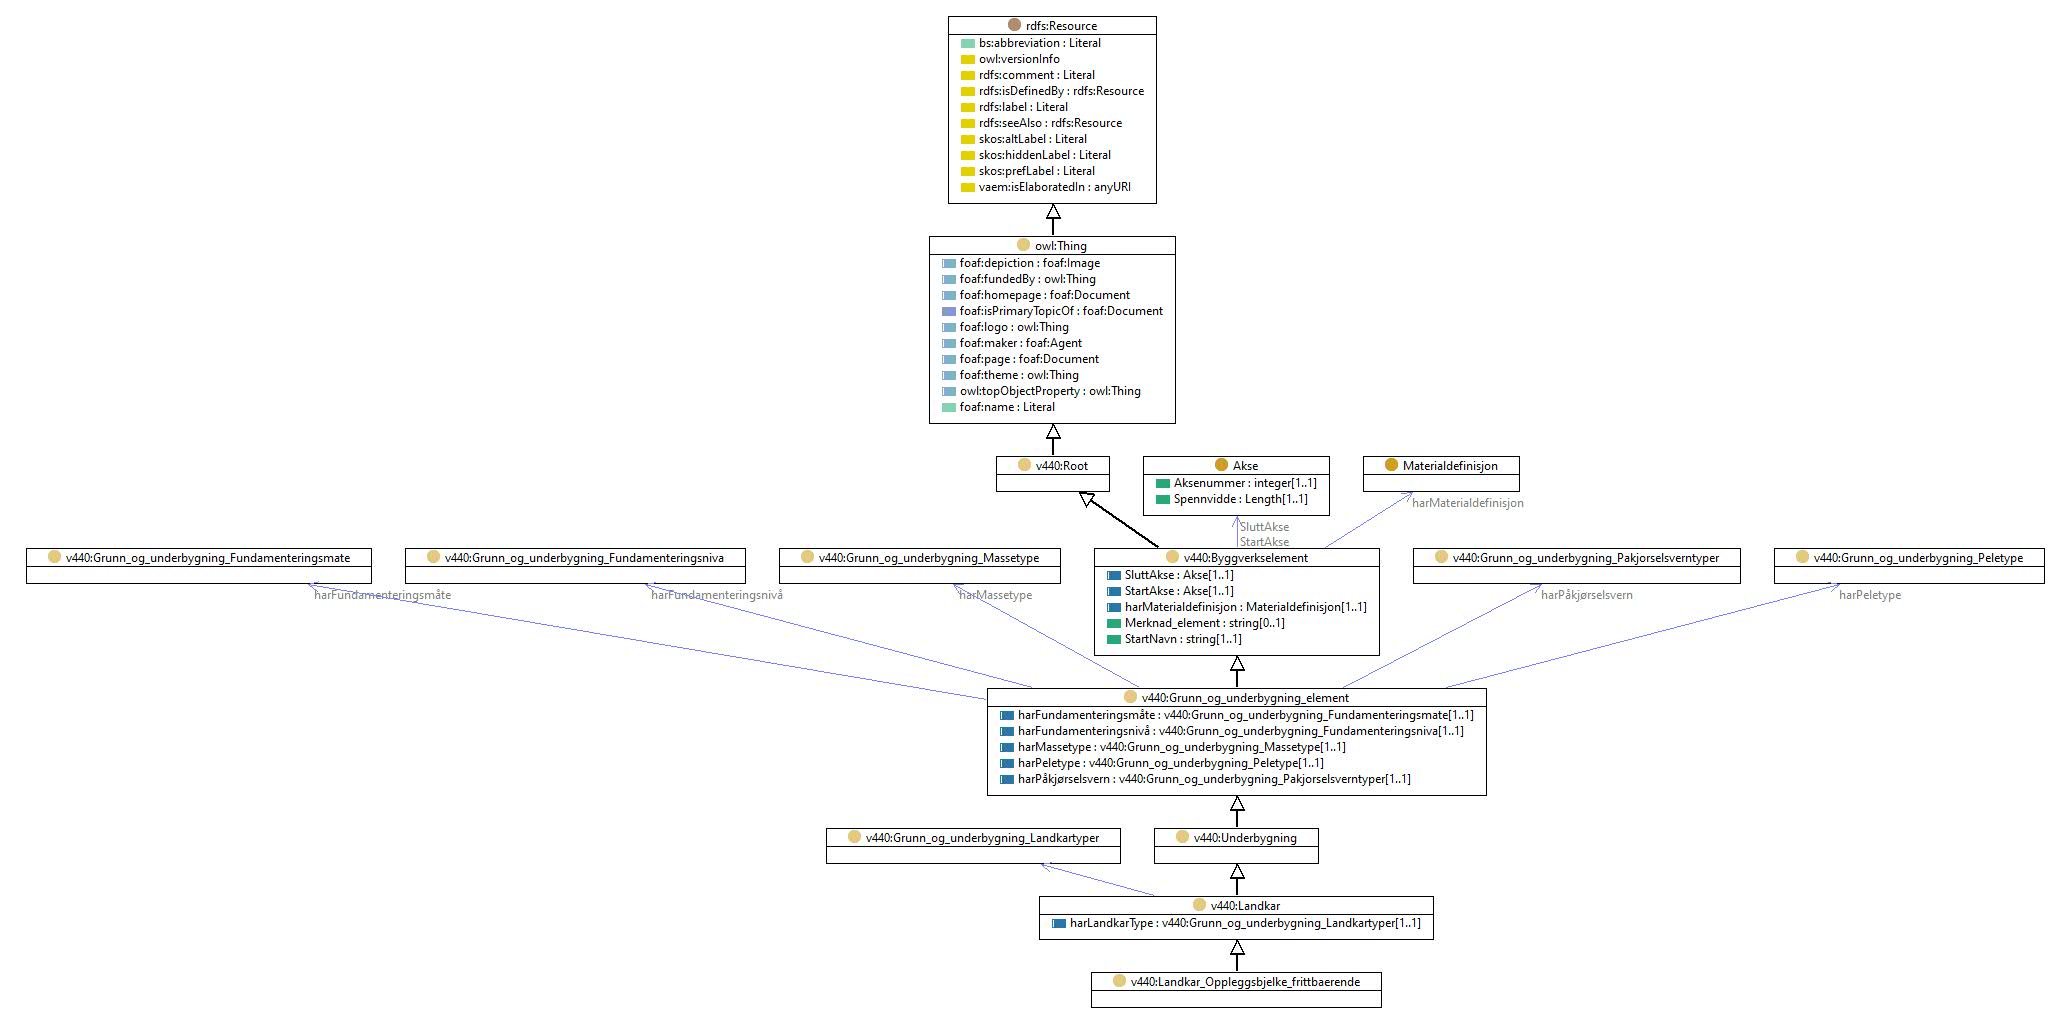 rdfs:Resource
bs:abbreviation : Literal
owl:versionInfo
rdfs:comment : Literal
rdfs:isDefinedBy : rdfs:Resource
rdfs:label : Literal
rdfs:seeAlso : rdfs:Resource
skos:altLabel : Literal
skos:hiddenLabel : Literal
skos:prefLabel : Literal
vaem:isElaboratedIn : anyURI
owl:Thing
foaf:depiction : foaf:Image
foaf:fundedBy : owl:Thing
foaf:homepage : foaf:Document
foaf:isPrimaryTopicOf : foaf:Document
foaf:logo : owl:Thing
foaf:maker : foaf:Agent
foaf:page : foaf:Document
foaf:theme : owl:Thing
owl:topObjectProperty : owl:Thing
foaf:name : Literal
v440:Root
Akse
Aksenummer : integer[1..1]
Spennvidde : Length[1..1]
Materialdefinisjon
harMaterialdefinisjon
SluttAkse
StartAkse
v440:Grunn_og_underbygning_Fundamenteringsmate
v440:Grunn_og_underbygning_Fundamenteringsniva
v440:Grunn_og_underbygning_Massetype
v440:Byggverkselement
SluttAkse : Akse[1..1]
StartAkse : Akse[1..1]
harMaterialdefinisjon : Materialdefinisjon[1..1]
Merknad_element : string[0..1]
StartNavn : string[1..1]
v440:Grunn_og_underbygning_Pakjorselsverntyper
v440:Grunn_og_underbygning_Peletype
harFundamenteringsmåte
harFundamenteringsnivå
harMassetype
harPåkjørselsvern
harPeletype
v440:Grunn_og_underbygning_element
harFundamenteringsmåte : v440:Grunn_og_underbygning_Fundamenteringsmate[1..1]
harFundamenteringsnivå : v440:Grunn_og_underbygning_Fundamenteringsniva[1..1]
harMassetype : v440:Grunn_og_underbygning_Massetype[1..1]
harPeletype : v440:Grunn_og_underbygning_Peletype[1..1]
harPåkjørselsvern : v440:Grunn_og_underbygning_Pakjorselsverntyper[1..1]
v440:Grunn_og_underbygning_Landkartyper
v440:Underbygning
v440:Landkar
harLandkarType : v440:Grunn_og_underbygning_Landkartyper[1..1]
v440:Landkar_Oppleggsbjelke_frittbaerende